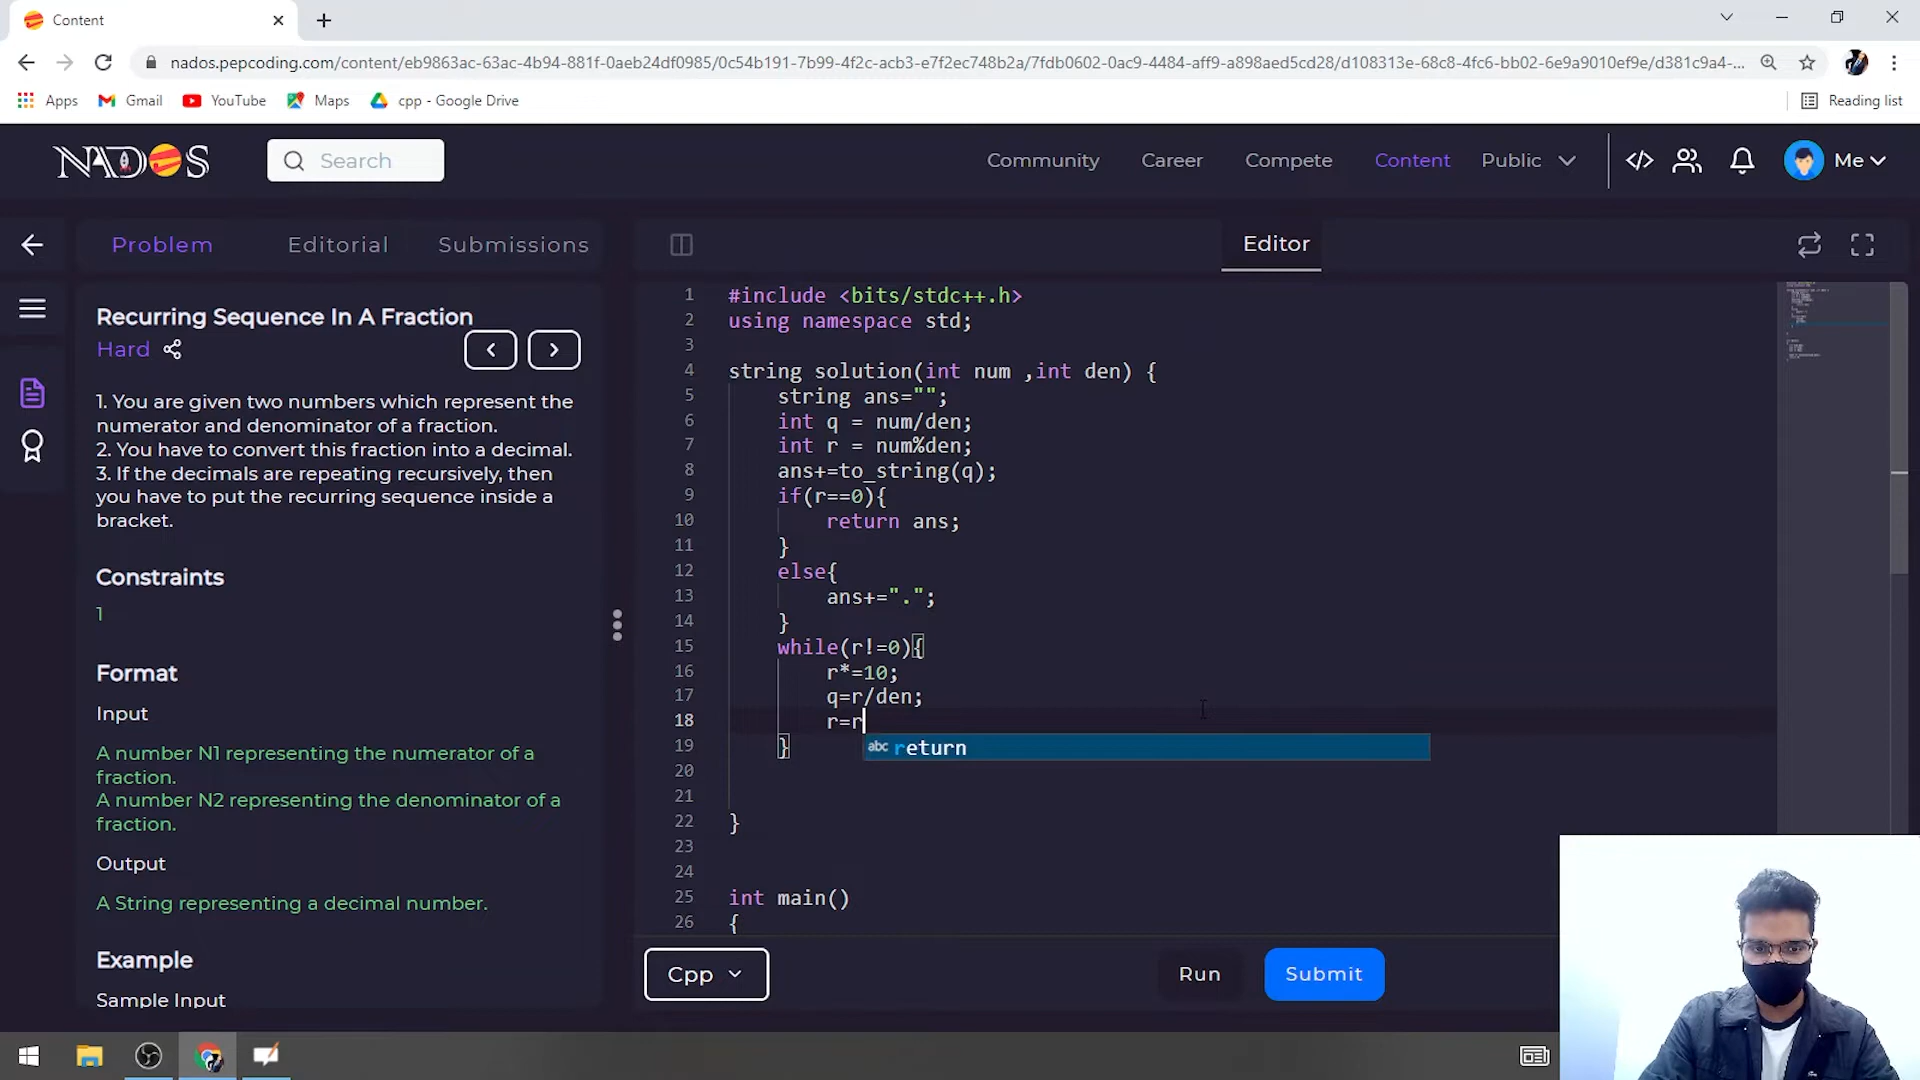 Content
nados.pepcoding.com/content/eb9863ac-63ac-4b94-881f-0aeb24df0985/0c54b191-7b99-4f2c-acb3-e7f2ec748b2a/7fdb0602-0ac9-4484-aff9-a898aed5cd28/d108313e-68c8-4fc6-bb02-6e9a9010ef9e/d381c9a4-...
Apps Gmail YouTube Maps cpp - Google Drive Reading list
NADOS Search Community Career Compete Content Public Me
Problem Editorial Submissions Editor
Recurring Sequence In A Fraction
Hard
1. You are given two numbers which represent the
numerator and denominator of a fraction.
2. You have to convert this fraction into a decimal.
3. If the decimals are repeating recursively, then
you have to put the recurring sequence inside a
bracket.
Constraints
1
Format
Input
A number N1 representing the numerator of a
fraction.
A number N2 representing the denominator of a
fraction.
Output
A String representing a decimal number.
Example
Sample Input
1 #include <bits/stdc++.h>
2 using namespace std;
3
4 string solution(int num ,int den) {
5 string ans="";
6 int q = num/den;
7 int r = num%den;
8 ans+=to_string(q);
9 if(r==0){
10 return ans;
11 }
12 else{
13 ans+=".";
14 }
15 while(r!=0){
16 r*=10;
17 q=r/den;
18 r=r
19 } abc return
20
21
22 }
23
24
25 int main()
26 {
Cpp Run Submit